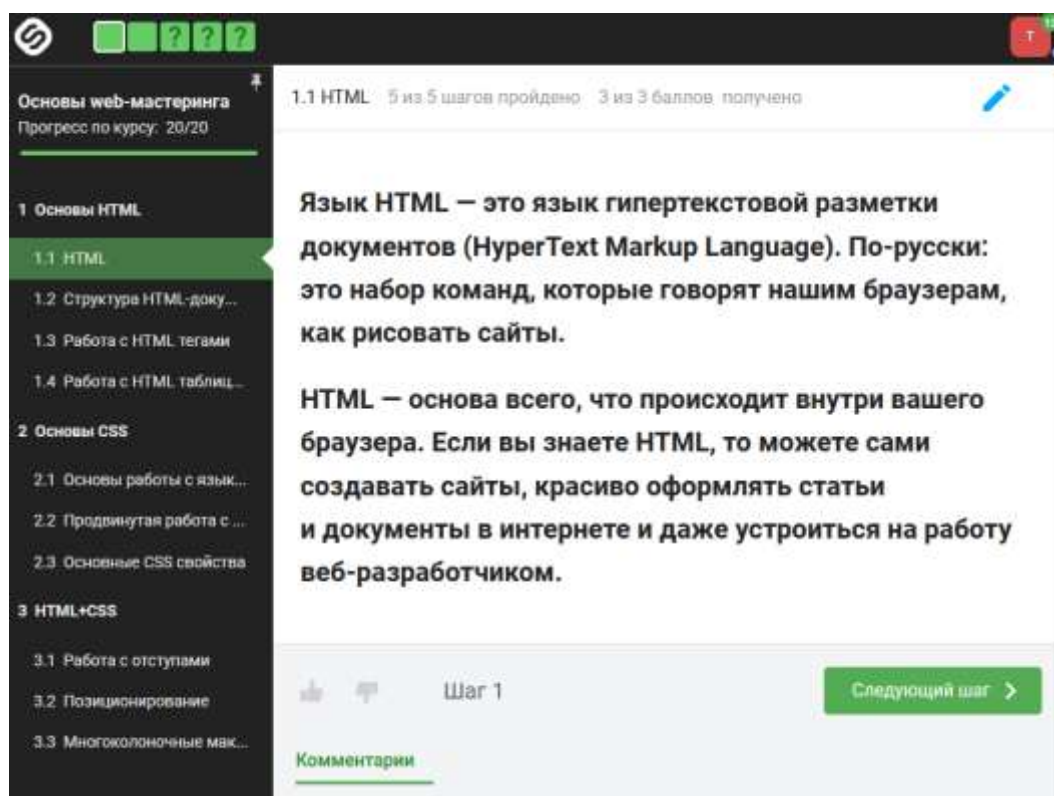 ? ? ?
Т
Основы web-мастеринга
Прогресс по курсу: 20/20
1 Основы HTML
1.1 HTML
1.2 Структура HTML-доку...
1.3 Работа с HTML тегами
1.4 Работа с HTML таблиц...
2 Основы CSS
2.1 Основы работы с язык...
2.2 Продвинутая работа с ...
2.3 Основные CSS свойства
3 HTML+CSS
3.1 Работа с отступами
3.2 Позиционирование
3.3 Многоколоночные мак...
1.1 HTML 5 из 5 шагов пройдено 3 из 3 баллов получено
Язык HTML — это язык гипертекстовой разметки
документов (HyperText Markup Language). По-русски:
это набор команд, которые говорят нашим браузерам,
как рисовать сайты.
HTML — основа всего, что происходит внутри вашего
браузера. Если вы знаете HTML, то можете сами
создавать сайты, красиво оформлять статьи
и документы в интернете и даже устроиться на работу
веб-разработчиком.
Шаг 1
Следующий шаг
Комментарии